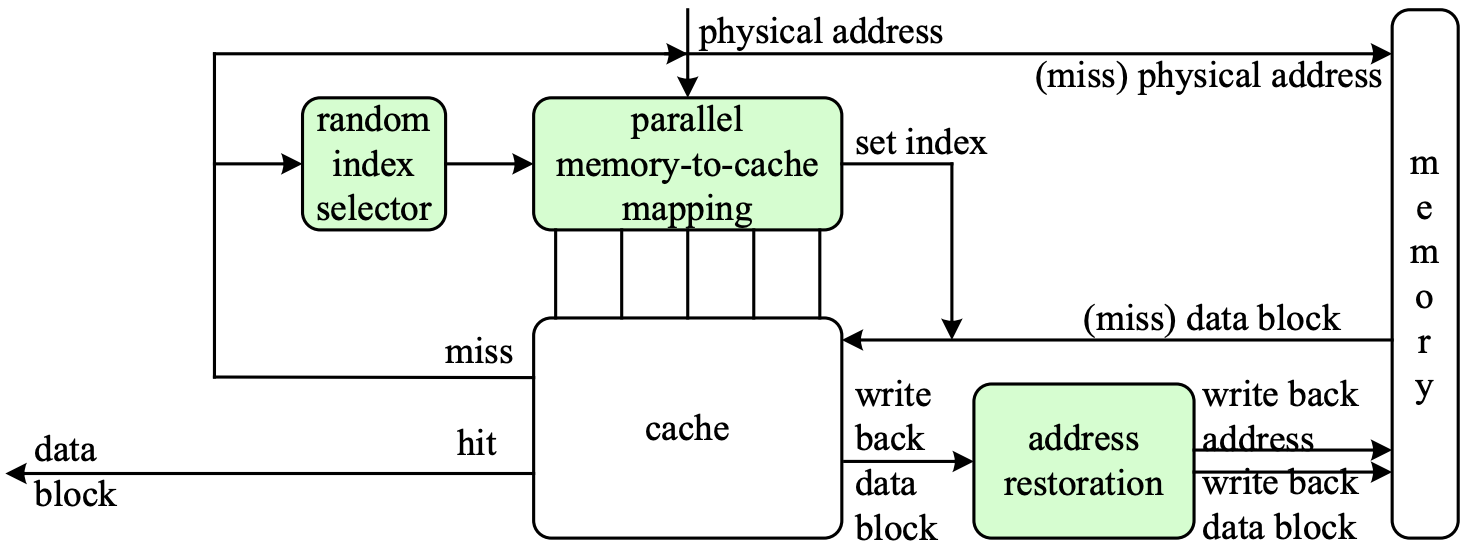 physical address
(miss) physical address
random
index
selector
parallel
memory-to-cache
mapping
set index
m
e
m
o
r
y
(miss) data block
miss
cache
hit
data
block
write
back
data
block
address
restoration
write back
address
write back
data block